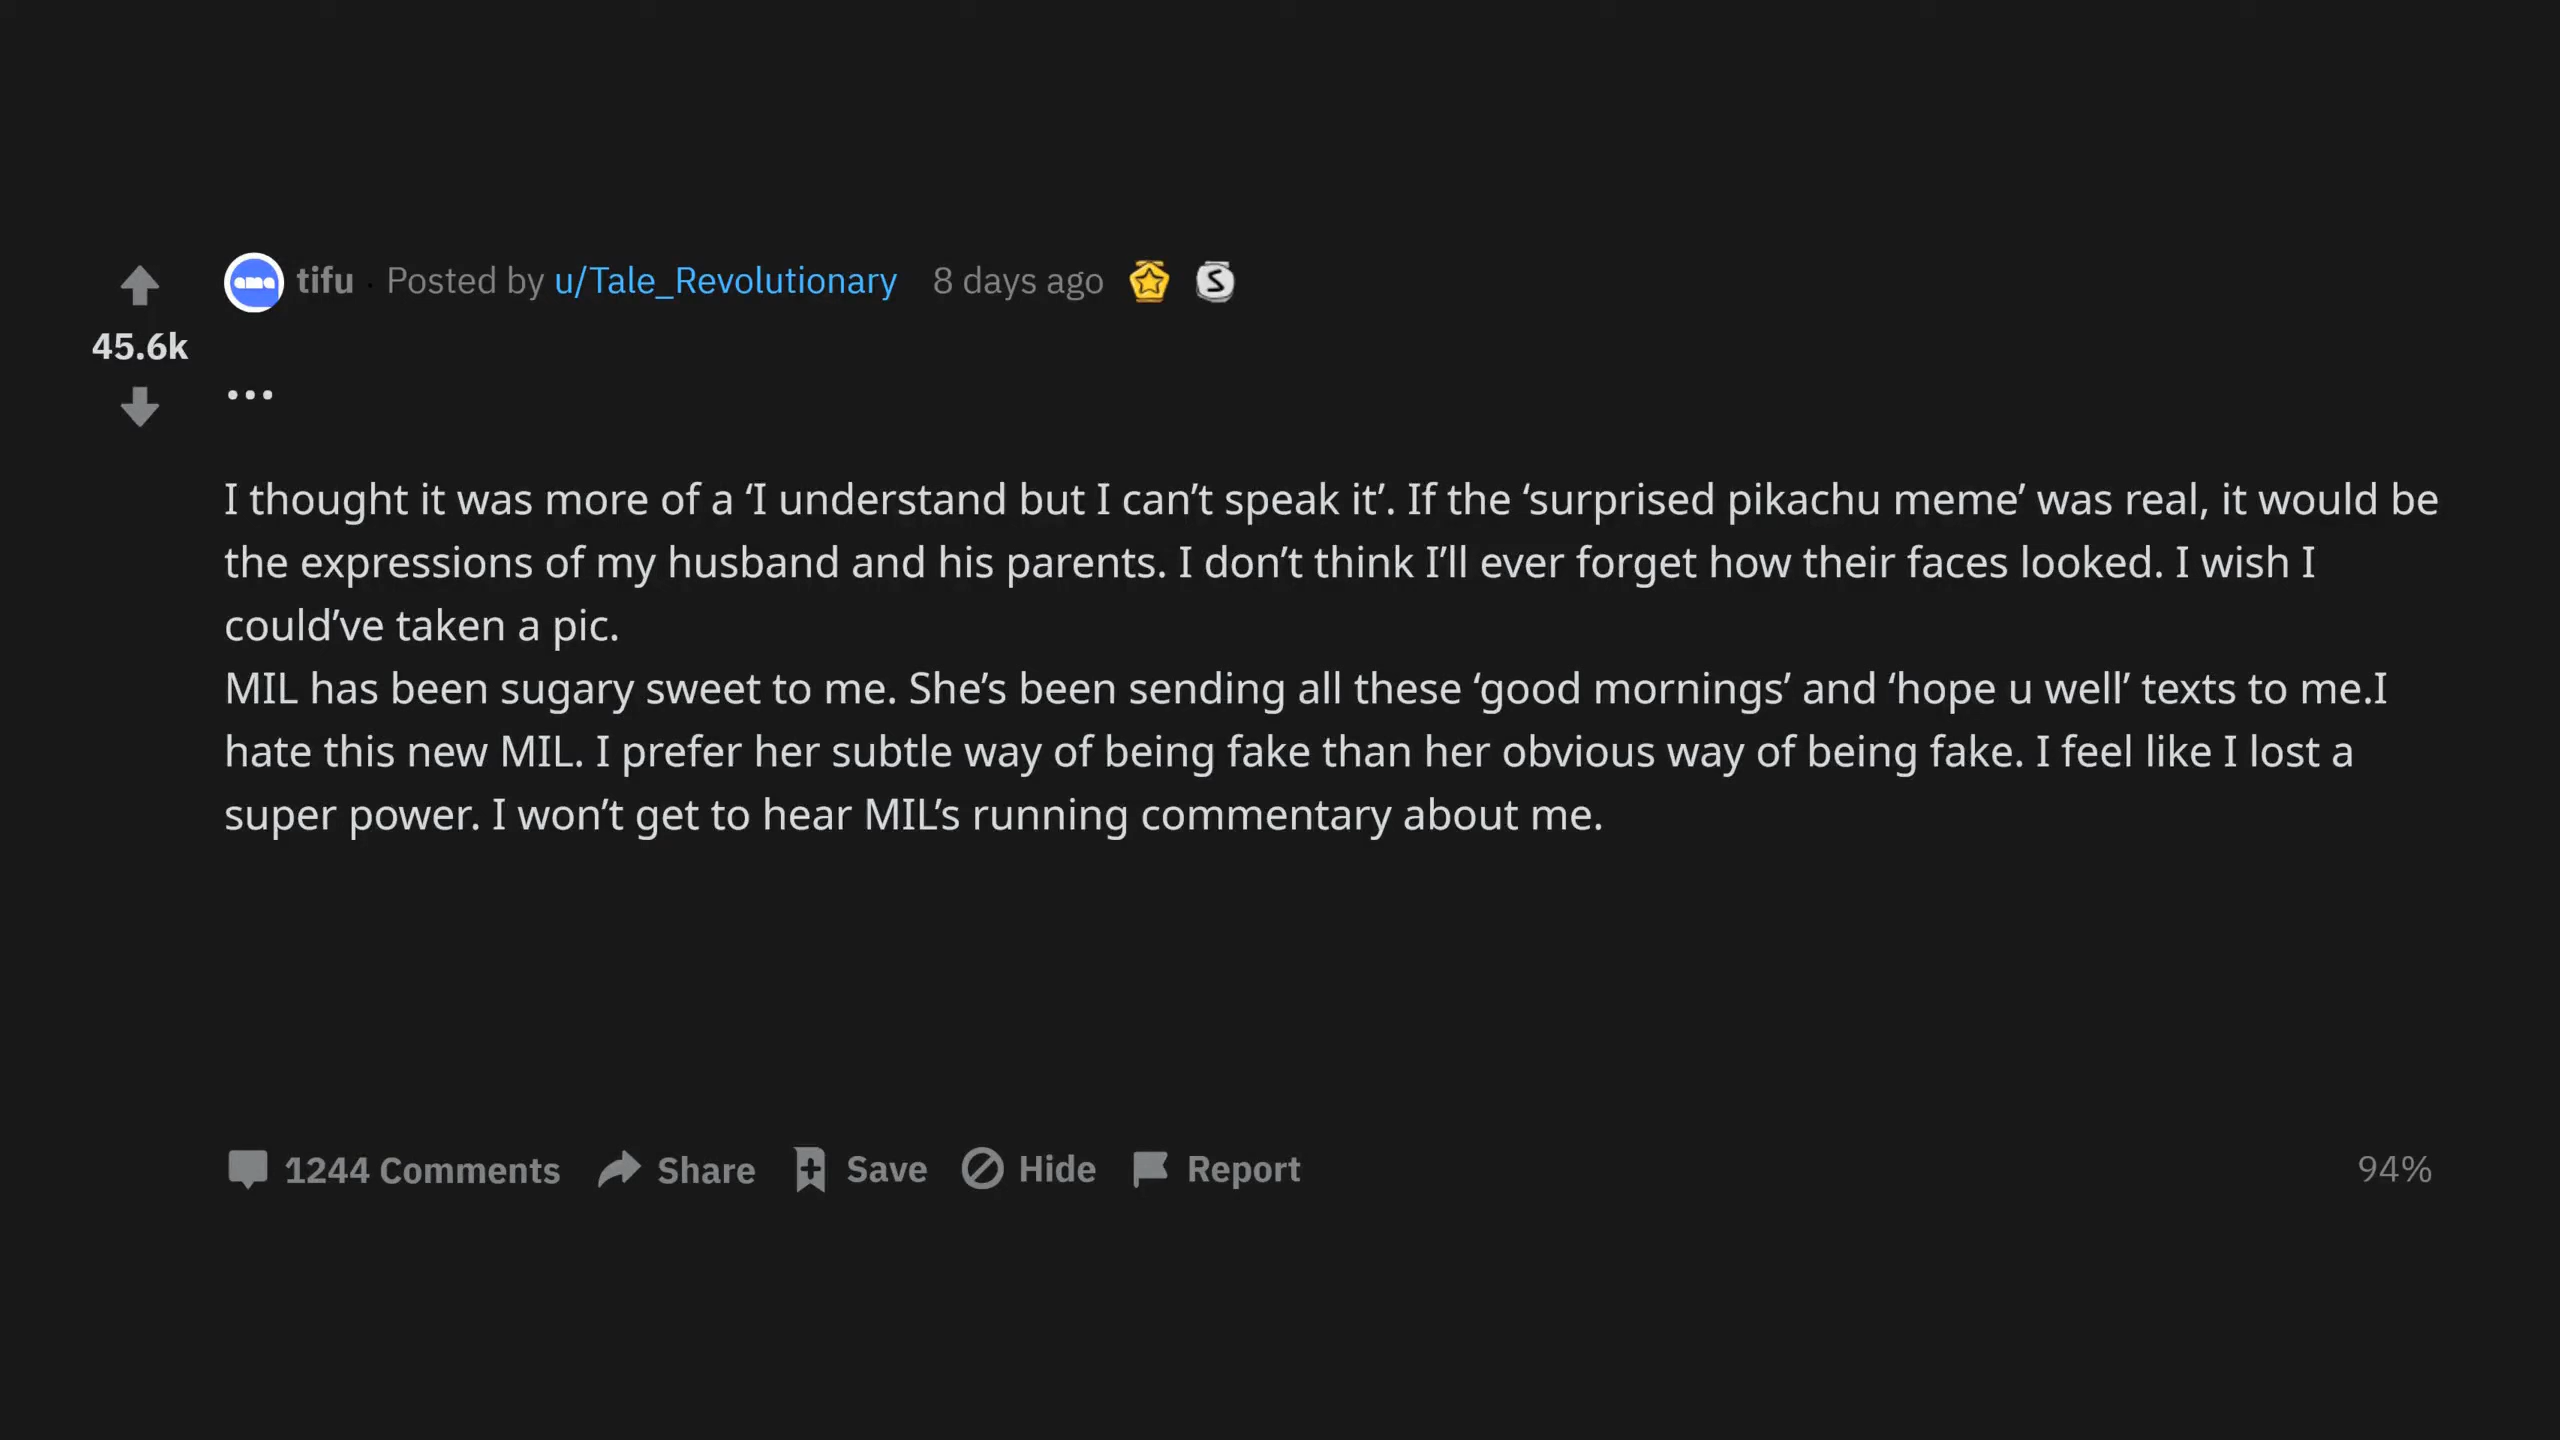 ama tifu · Posted by u/Tale_Revolutionary 8 days ago S
45.6k
...
I thought it was more of a ‘I understand but I can’t speak it’. If the ‘surprised pikachu meme’ was real, it would be
the expressions of my husband and his parents. I don’t think I’ll ever forget how their faces looked. I wish I
could’ve taken a pic.
MIL has been sugary sweet to me. She’s been sending all these ‘good mornings’ and ‘hope u well’ texts to me.I
hate this new MIL. I prefer her subtle way of being fake than her obvious way of being fake. I feel like I lost a
super power. I won’t get to hear MIL’s running commentary about me.
1244 Comments Share Save Hide Report 94%